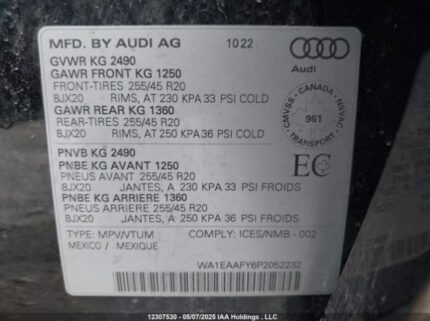 MFD. BY AUDI AG 10 22
GVWR KG 2490
GAWR FRONT KG 1250
FRONT-TIRES 255/45 R20
8JX20 RIMS, AT 230 KPA 33 PSI COLD
GAWR REAR KG 1360
REAR-TIRES 255/45 R20
8JX20 RIMS, AT 250 KPA 36 PSI COLD
Audi
CMVSS - CANADA - NSVAC
961
TRANSPORT
PNVB KG 2490
PNBE KG AVANT 1250
PNEUS AVANT 255/45 R20
8JX20 JANTES, A 230 KPA 33 PSI FROIDS
PNBE KG ARRIERE 1360
PNEUS ARRIERE 255/45 R20
8JX20 JANTES, A 250 KPA 36 PSI FROIDS
EC
TYPE: MPV/VTUM COMPLY: ICES/NMB - 002
MEXICO / MEXIQUE
WA1EAAFY6P2052232
12307530 - 05/07/2025 IAA Holdings, LLC